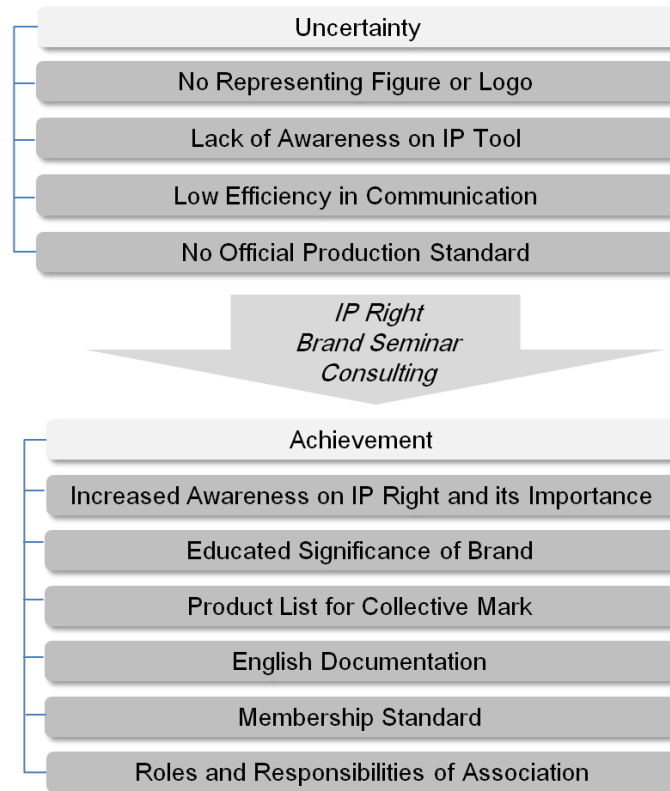 Uncertainty
No Representing Figure or Logo
Lack of Awareness on IP Tool
Low Efficiency in Communication
No Official Production Standard
IP Right
Brand Seminar
Consulting
Achievement
Increased Awareness on IP Right and its Importance
Educated Significance of Brand
Product List for Collective Mark
English Documentation
Membership Standard
Roles and Responsibilities of Association